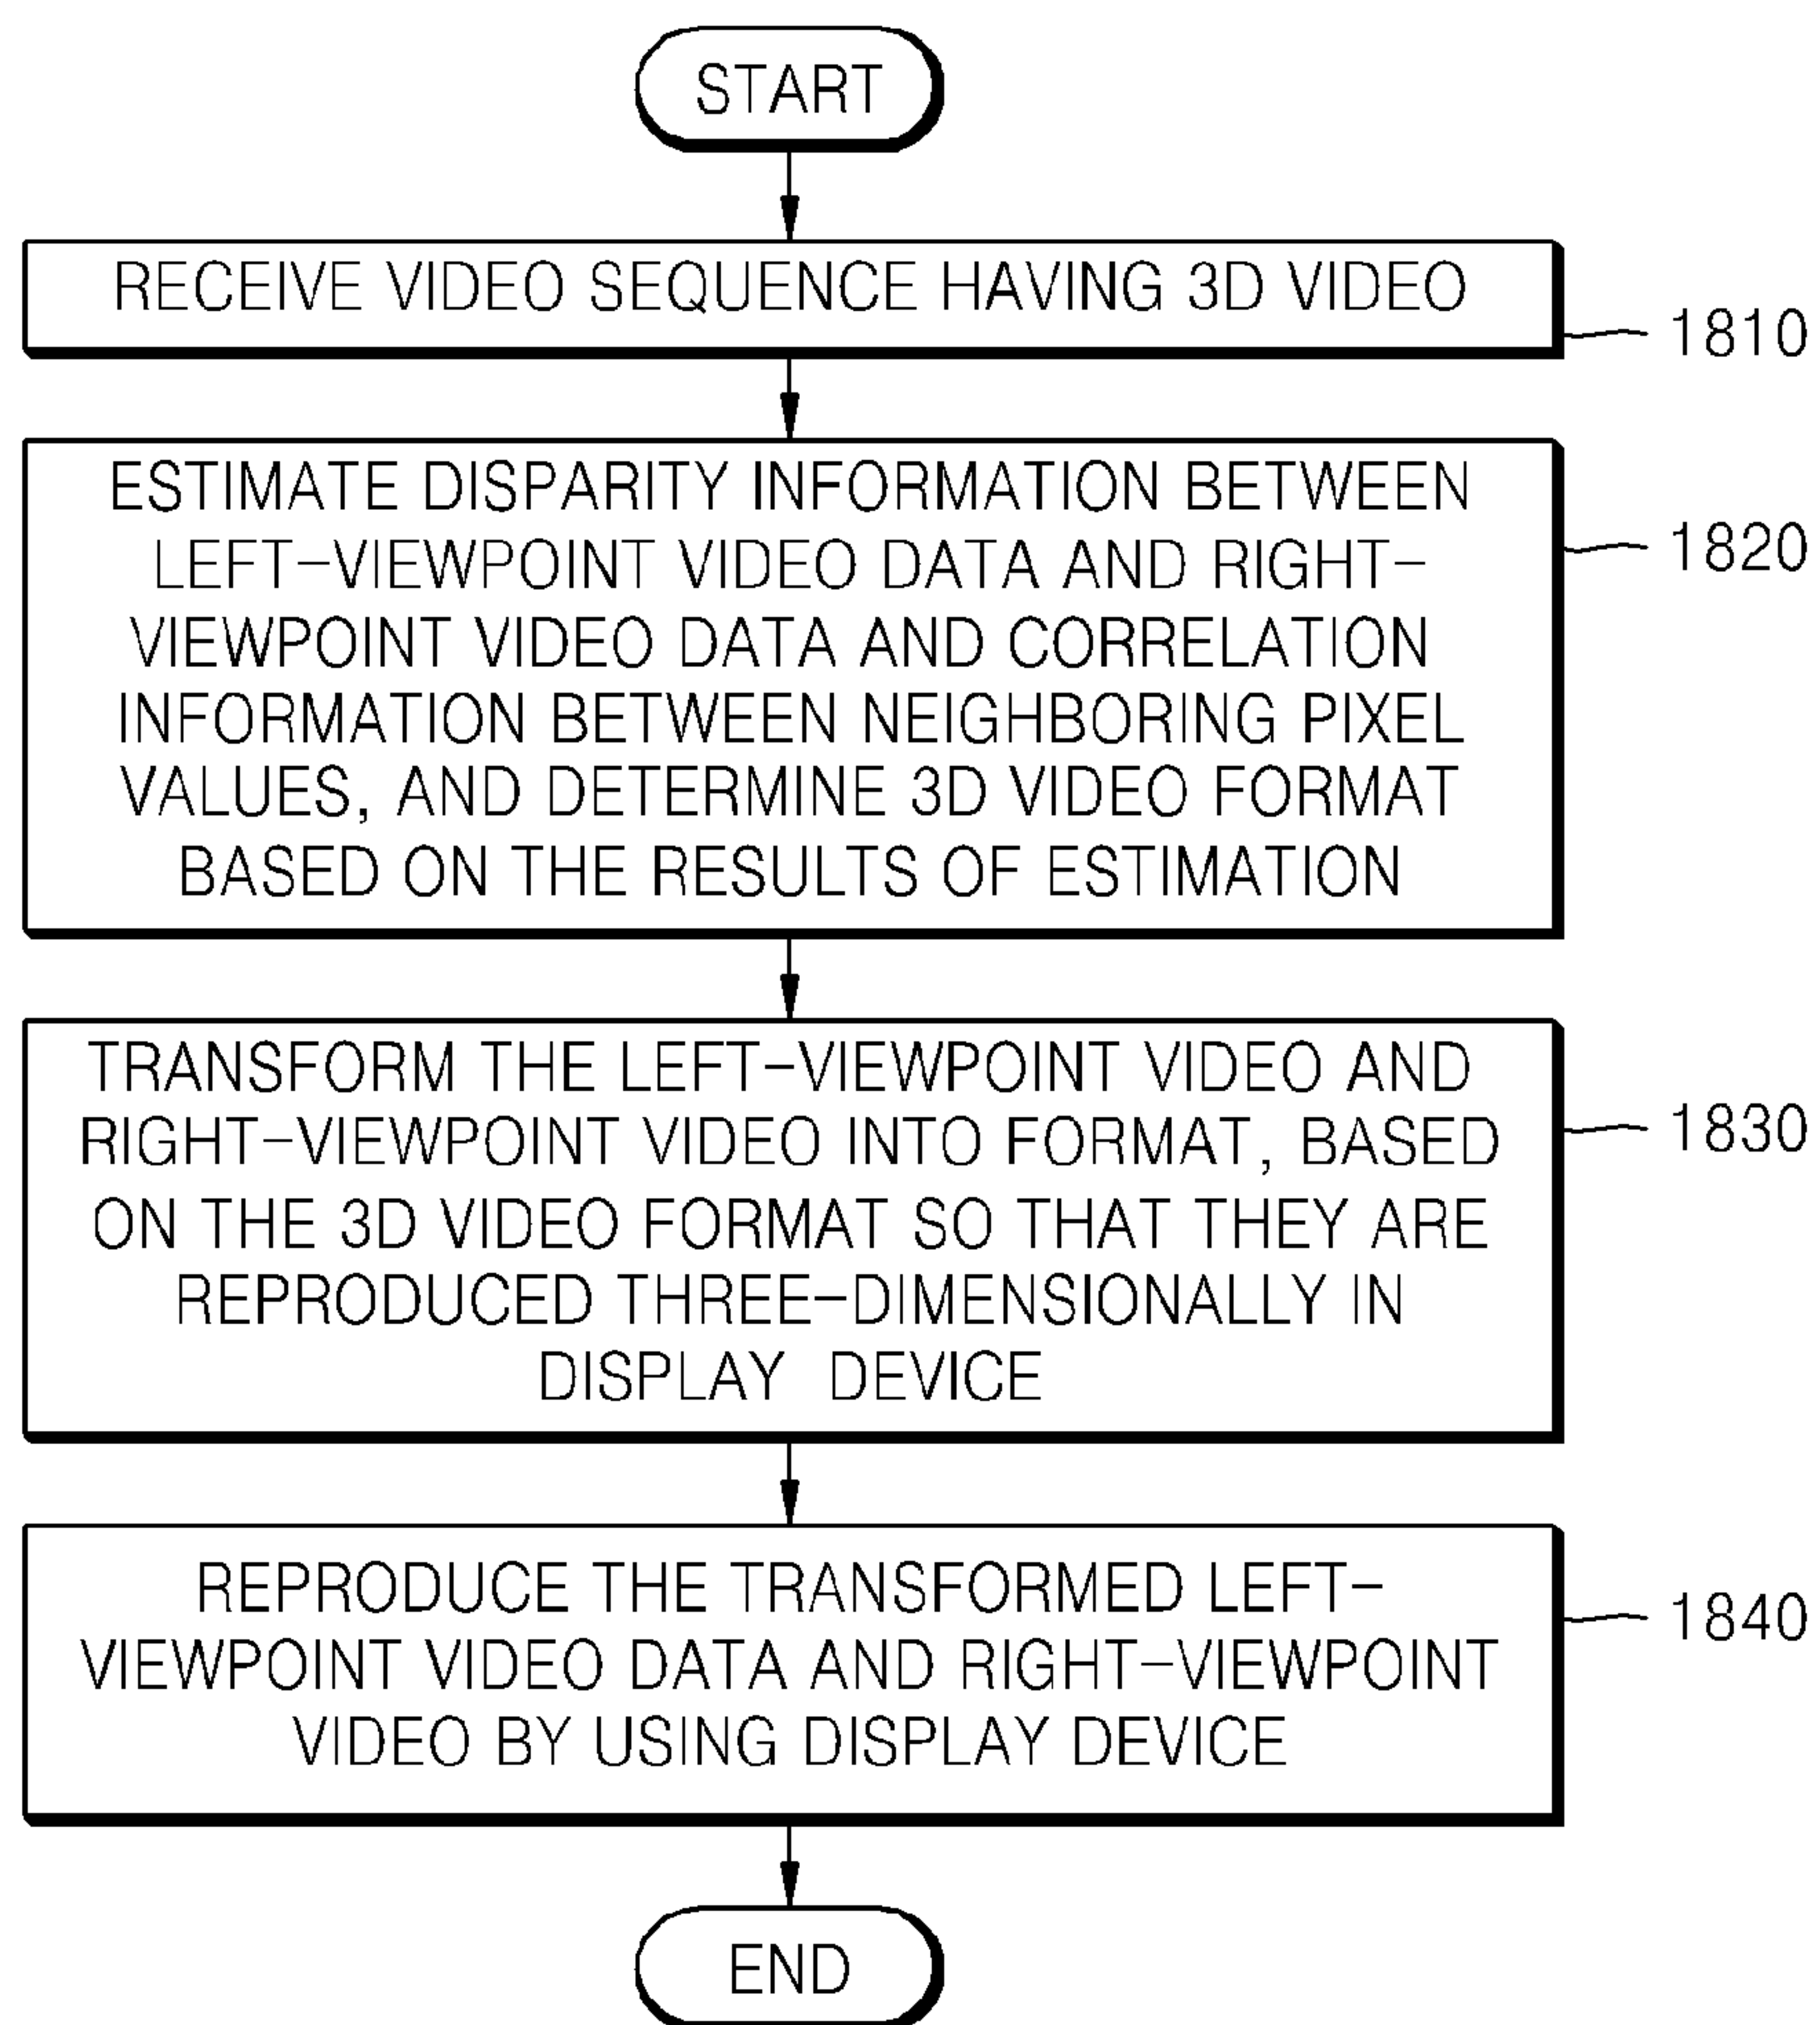 START
RECEIVE VIDEO SEQUENCE HAVING 3D VIDEO
1810
ESTIMATE DISPARITY INFORMATION BETWEEN
LEFT-VIEWPOINT VIDEO DATA AND RIGHT-
VIEWPOINT VIDEO DATA AND CORRELATION
INFORMATION BETWEEN NEIGHBORING PIXEL
VALUES, AND DETERMINE 3D VIDEO FORMAT
BASED ON THE RESULTS OF ESTIMATION
1820
TRANSFORM THE LEFT-VIEWPOINT VIDEO AND
RIGHT-VIEWPOINT VIDEO INTO FORMAT, BASED
ON THE 3D VIDEO FORMAT SO THAT THEY ARE
REPRODUCED THREE-DIMENSIONALLY IN
DISPLAY DEVICE
1830
REPRODUCE THE TRANSFORMED LEFT-
VIEWPOINT VIDEO DATA AND RIGHT-VIEWPOINT
VIDEO BY USING DISPLAY DEVICE
1840
END